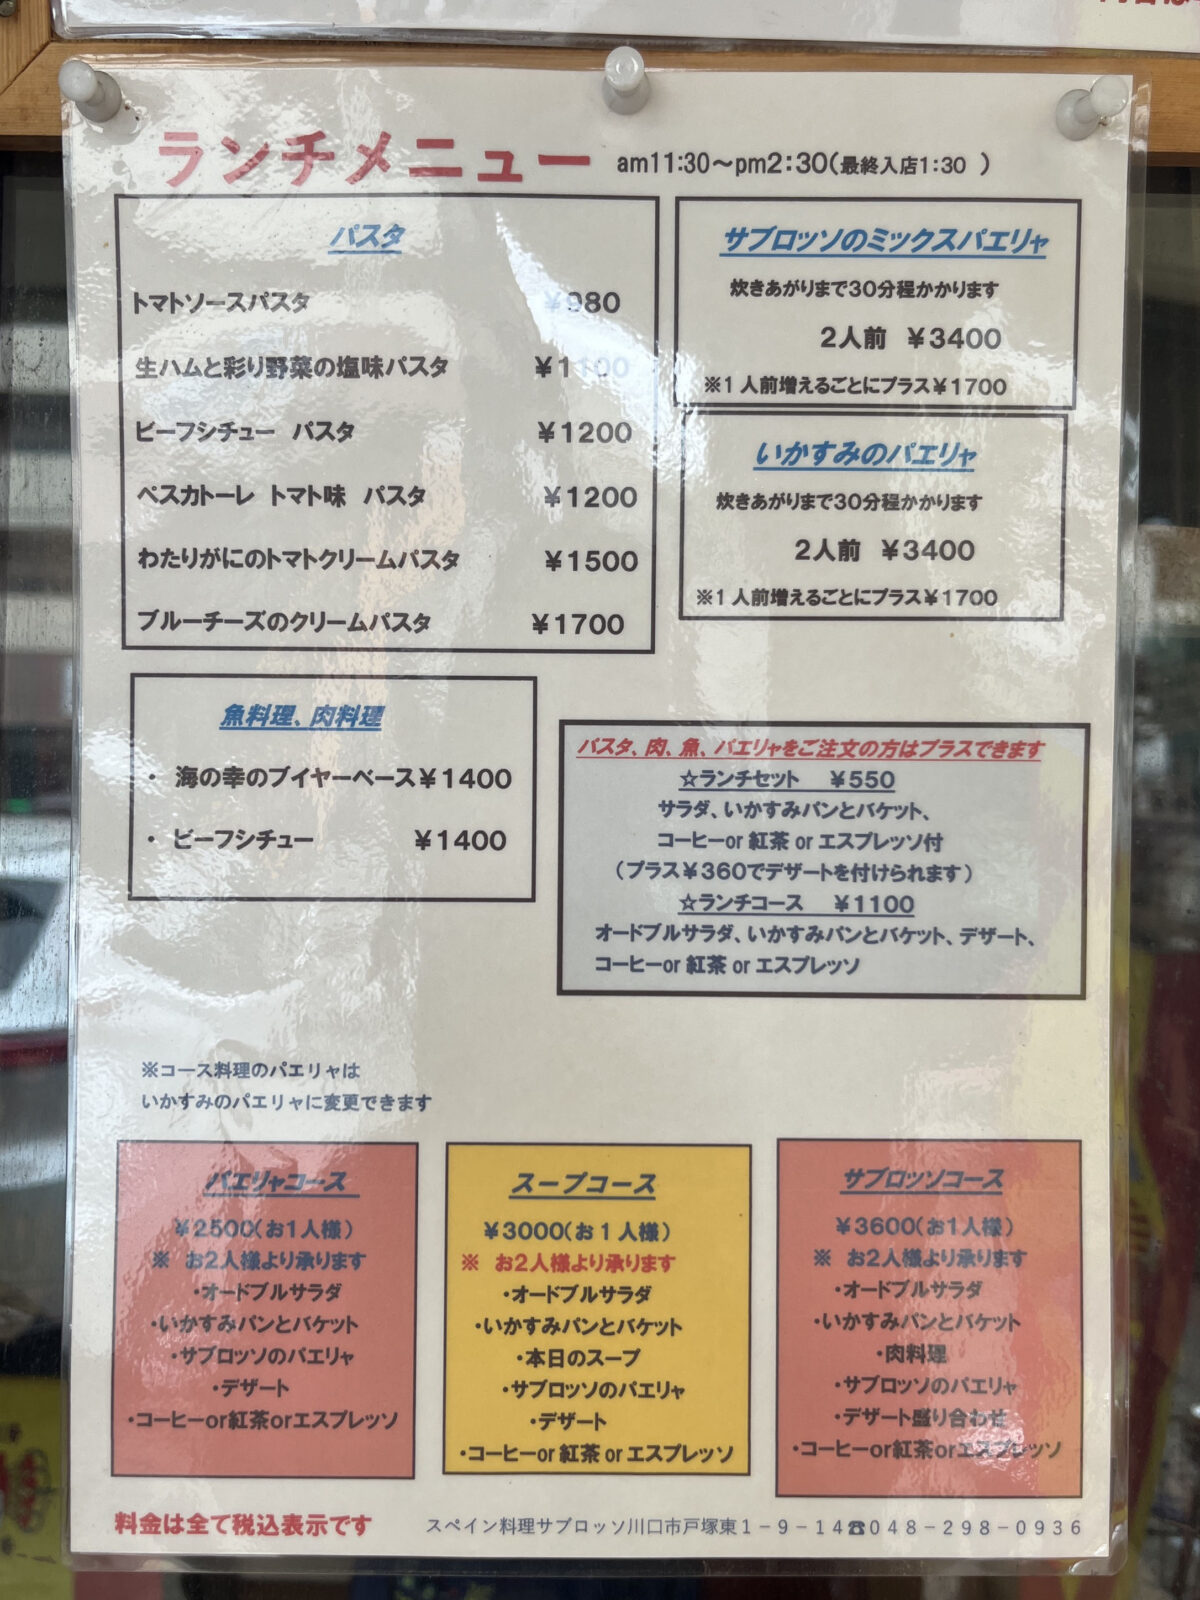 ランチメニュー am11:30～pm2:30(最終入店1:30 )
パスタ
トマトソースパスタ ￥980
生ハムと彩り野菜の塩味パスタ ￥1100
ビーフシチュー パスタ ￥1200
ペスカトーレ トマト味 パスタ ￥1200
わたりがにのトマトクリームパスタ ￥1500
ブルーチーズのクリームパスタ ￥1700
サブロッソのミックスパエリャ
炊きあがりまで30分程かかります
2人前 ￥3400
※1人前増えるごとにプラス￥1700
いかすみのパエリャ
炊きあがりまで30分程かかります
2人前 ￥3400
※1人前増えるごとにプラス￥1700
魚料理、肉料理
・ 海の幸のブイヤーベース￥1400
・ ビーフシチュー ￥1400
パスタ、肉、魚、パエリャをご注文の方はプラスできます
☆ランチセット ￥550
サラダ、いかすみパンとバケット、
コーヒーor 紅茶 or エスプレッソ付
(プラス￥360でデザートを付けられます)
☆ランチコース ￥1100
オードブルサラダ、いかすみパンとバケット、デザート、
コーヒーor 紅茶 or エスプレッソ
※コース料理のパエリャは
いかすみのパエリャに変更できます
パエリャコース
￥2500(お1人様)
※ お2人様より承ります
・オードブルサラダ
・いかすみパンとバケット
・サブロッソのパエリャ
・デザート
・コーヒーor紅茶orエスプレッソ
スープコース
￥3000(お1人様)
※ お2人様より承ります
・オードブルサラダ
・いかすみパンとバケット
・本日のスープ
・サブロッソのパエリャ
・デザート
・コーヒーor 紅茶 or エスプレッソ
サブロッソコース
￥3600(お1人様)
※ お2人様より承ります
・オードブルサラダ
・いかすみパンとバケット
・肉料理
・サブロッソのパエリャ
・デザート盛り合わせ
・コーヒーor紅茶orエスプレッソ
料金は全て税込表示です
スペイン料理サブロッソ川口市戸塚東1－9－14☎048－298－0936